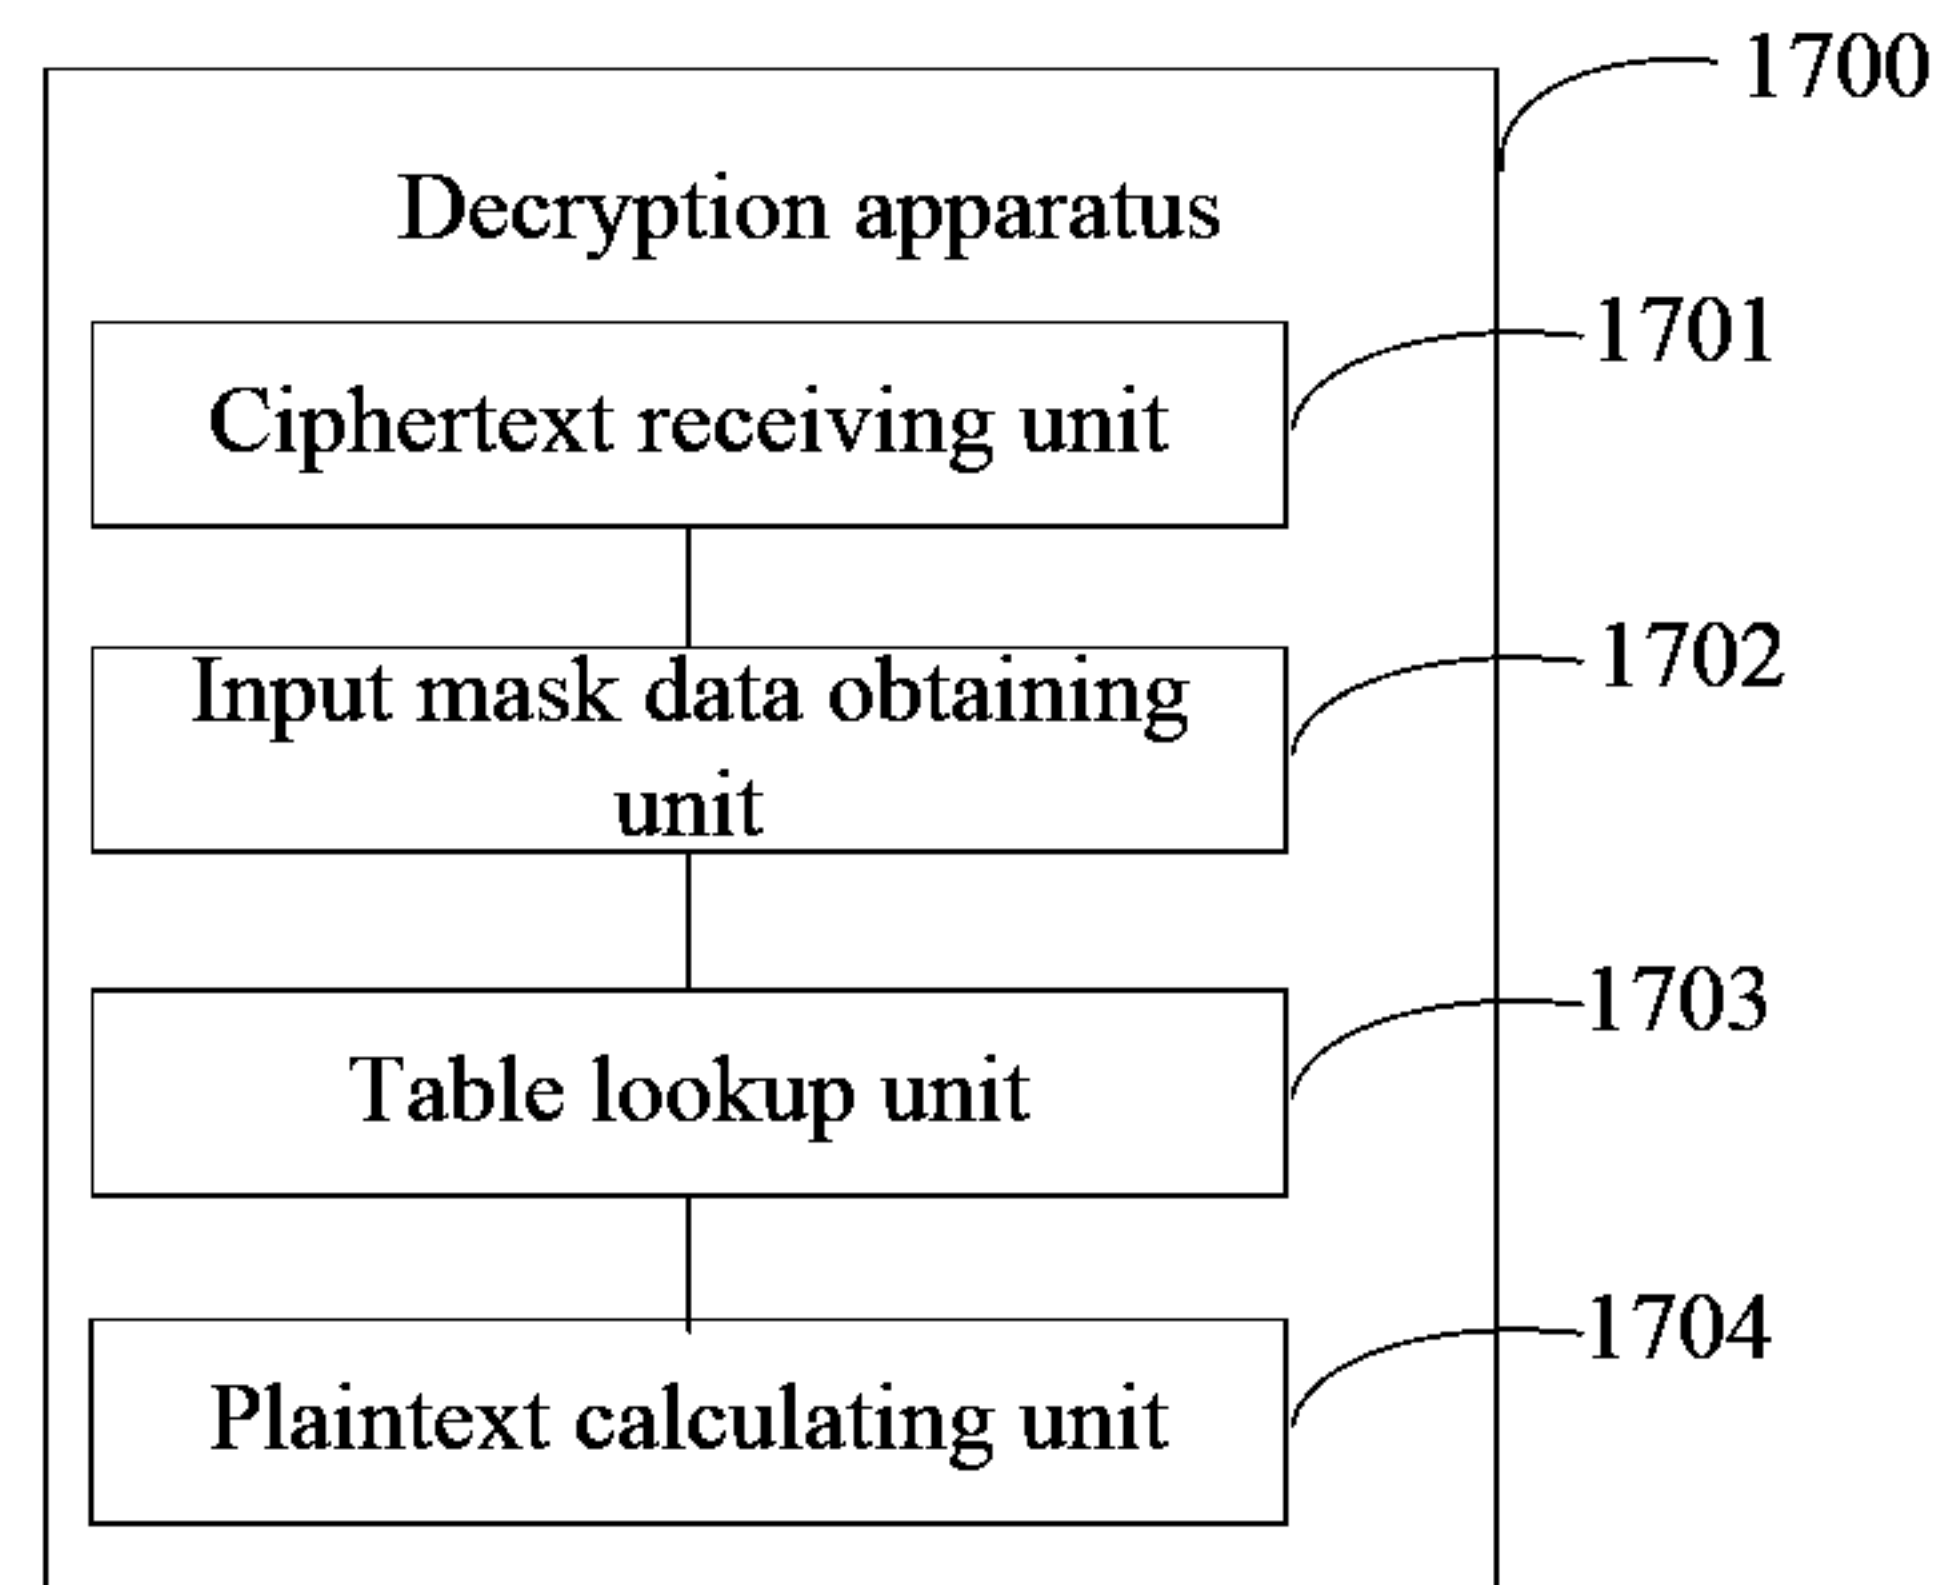 1700
Decryption apparatus
1701
Ciphertext receiving unit
1702
Input mask data obtaining
unit
1703
Table lookup unit
1704
Plaintext calculating unit